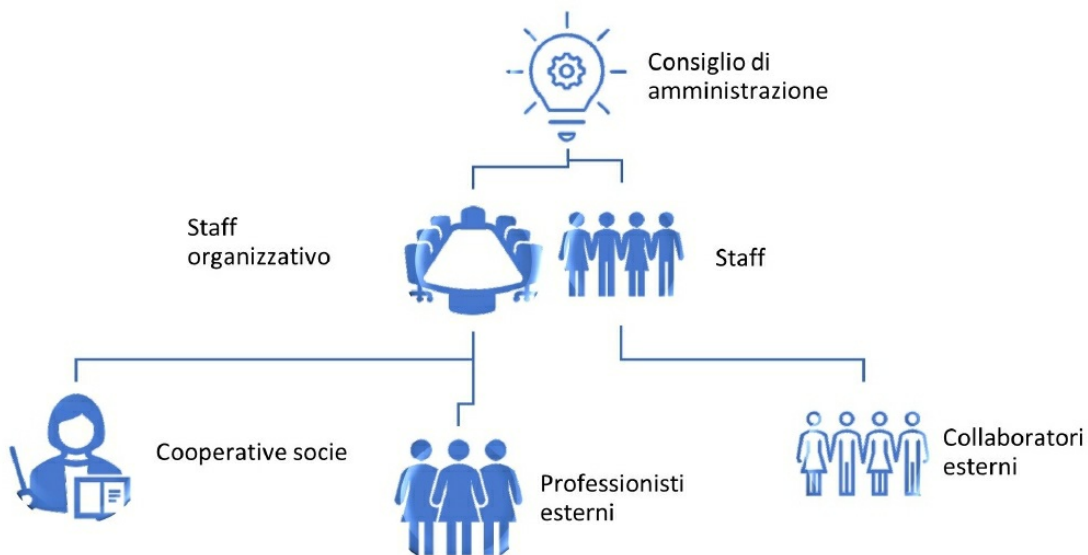 Consiglio di
amministrazione
Staff
organizzativo
Staff
Cooperative socie
Professionisti
esterni
Collaboratori
esterni